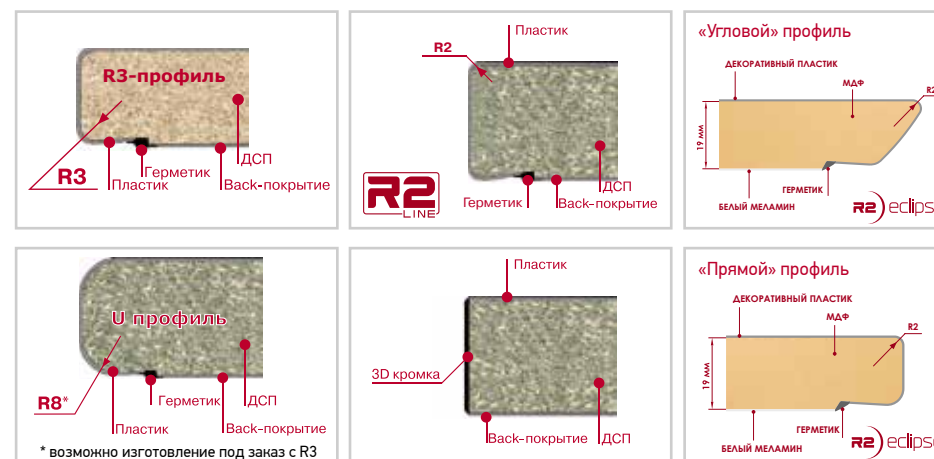 R3-профиль
R3
Пластик
Герметик
ДСП
Back-покрытие
Пластик
R2
R2
LINE
Герметик
ДСП
Back-покрытие
«Угловой» профиль
ДЕКОРАТИВНЫЙ ПЛАСТИК
МДФ
R2
19 мм
ГЕРМЕТИК
БЕЛЫЙ МЕЛАМИН
R2) eclips
U профиль
R8*
Пластик
Герметик
ДСП
Back-покрытие
* возможно изготовление под заказ с R3
Пластик
3D кромка
Back-покрытие
ДСП
«Прямой» профиль
ДЕКОРАТИВНЫЙ ПЛАСТИК
МДФ
R2
19 мм
ГЕРМЕТИК
БЕЛЫЙ МЕЛАМИН
R2) eclips